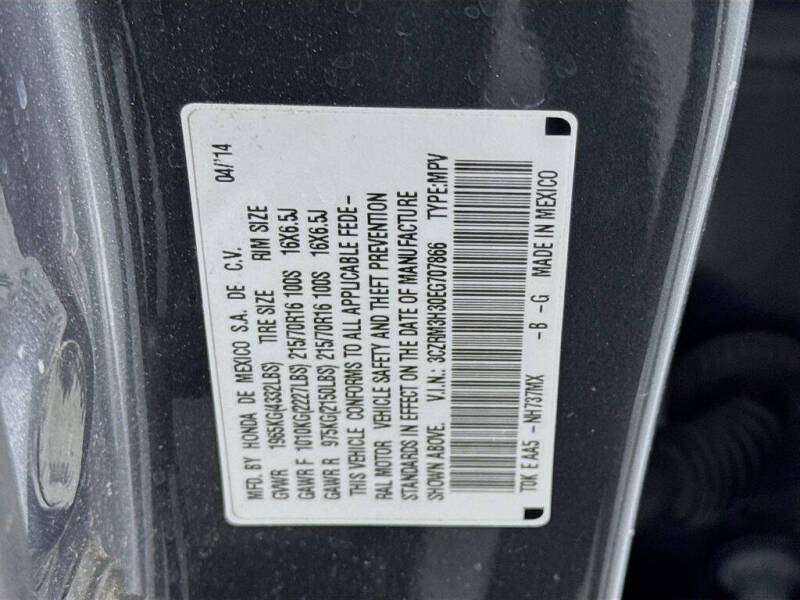 MFD. BY HONDA DE MEXICO S.A. DE C.V. 04/'14
GVWR 1965KG(4332LBS) TIRE SIZE RIM SIZE
GAWR F 1010KG(2227LBS) 215/70R16 100S 16X6.5J
GAWR R 975KG(2150LBS) 215/70R16 100S 16X6.5J
THIS VEHICLE CONFORMS TO ALL APPLICABLE FEDE-
RAL MOTOR VEHICLE SAFETY AND THEFT PREVENTION
STANDARDS IN EFFECT ON THE DATE OF MANUFACTURE
SHOWN ABOVE. V.I.N.: 3CZRM3H30EG707866 TYPE:MPV
TDK E AA5 -NH737MX -B -G MADE IN MEXICO